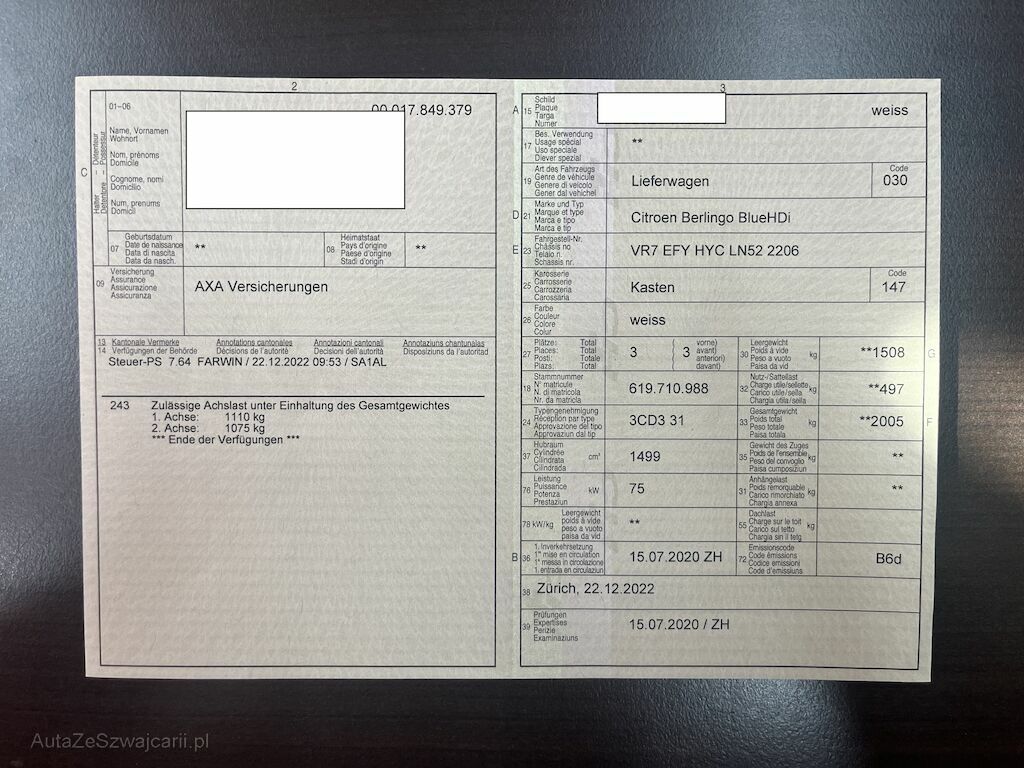 2
01-06
00.017.849.379
C
Halter – Détenteur
Detentore – Possessur
Name, Vornamen
Wohnort
Nom, prénoms
Domicile
Cognome, nomi
Domicilio
Num, prenums
Domicil
07
Geburtsdatum
Date de naissance
Data di nascita
Data da nasch.
**
08
Heimatstaat
Pays d'origine
Paese d'origine
Stadi d'origin
**
09
Versicherung
Assurance
Assicurazione
Assicuranza
AXA Versicherungen
13 Kantonale Vermerke Annotations cantonales Annotazioni cantonali Annotaziuns chantunalas
14 Verfügungen der Behörde Décisions de l'autorité Decisioni dell'autorità Disposiziuns da l'autoritad
Steuer-PS 7.64 FARWIN / 22.12.2022 09:53 / SA1AL
243 Zulässige Achslast unter Einhaltung des Gesamtgewichtes
1. Achse: 1110 kg
2. Achse: 1075 kg
*** Ende der Verfügungen ***
3
A 15
Schild
Plaque
Targa
Numer
weiss
17
Bes. Verwendung
Usage spécial
Uso speciale
Diever spezial
**
19
Art des Fahrzeugs
Genre de véhicule
Genere di veicolo
Gener dal vehichel
Lieferwagen
Code
030
D 21
Marke und Typ
Marque et type
Marca e tipo
Marca e tip
Citroen Berlingo BlueHDi
E 23
Fahrgestell-Nr.
Châssis no
Telaio n.
Schassis nr.
VR7 EFY HYC LN52 2206
25
Karosserie
Carrosserie
Carrozzeria
Carossaria
Kasten
Code
147
26
Farbe
Couleur
Colore
Colur
weiss
27
Plätze: Total
Places: Total
Posti: Totale
Plazs: Total
3
( vorne)
( 3 avant)
( anteriori)
( davant)
30
Leergewicht
Poids à vide
Peso a vuoto
Paisa da vid
kg
**1508
G
18
Stammnummer
N° matricule
N. di matricola
Nr. da matricla
619.710.988
32
Nutz-/Sattellast
Charge utile/sellette
Carico utile/sella
Chargia utila/sella
kg
**497
24
Typengenehmigung
Réception par type
Approvazione del tipo
Approvaziun dal tip
3CD3 31
33
Gesamtgewicht
Poids total
Peso totale
Paisa totala
kg
**2005
F
37
Hubraum
Cylindrée
Cilindrata
Cilindrada
cm³
1499
35
Gewicht des Zuges
Poids de l'ensemble
Peso del convoglio
Paisa cumposiziun
kg
**
76
Leistung
Puissance
Potenza
Prestaziun
kW
75
31
Anhängelast
Poids remorquable
Carico rimorchiato
Chargia annexa
kg
**
78 kW/kg
Leergewicht
poids à vide
peso a vuoto
paisa da vid
**
55
Dachlast
Charge sur le toit
Carico sul tetto
Chargia sin il tetg
kg
B 36
1. Inverkehrsetzung
1re mise en circulation
1a messa in circolazione
1. entrada en circulaziun
15.07.2020 ZH
72
Emissionscode
Code émissions
Codice emissioni
Code d'emissiuns
B6d
38
Zürich, 22.12.2022
39
Prüfungen
Expertises
Perizie
Examinaziuns
15.07.2020 / ZH
AutaZeSzwajcarii.pl